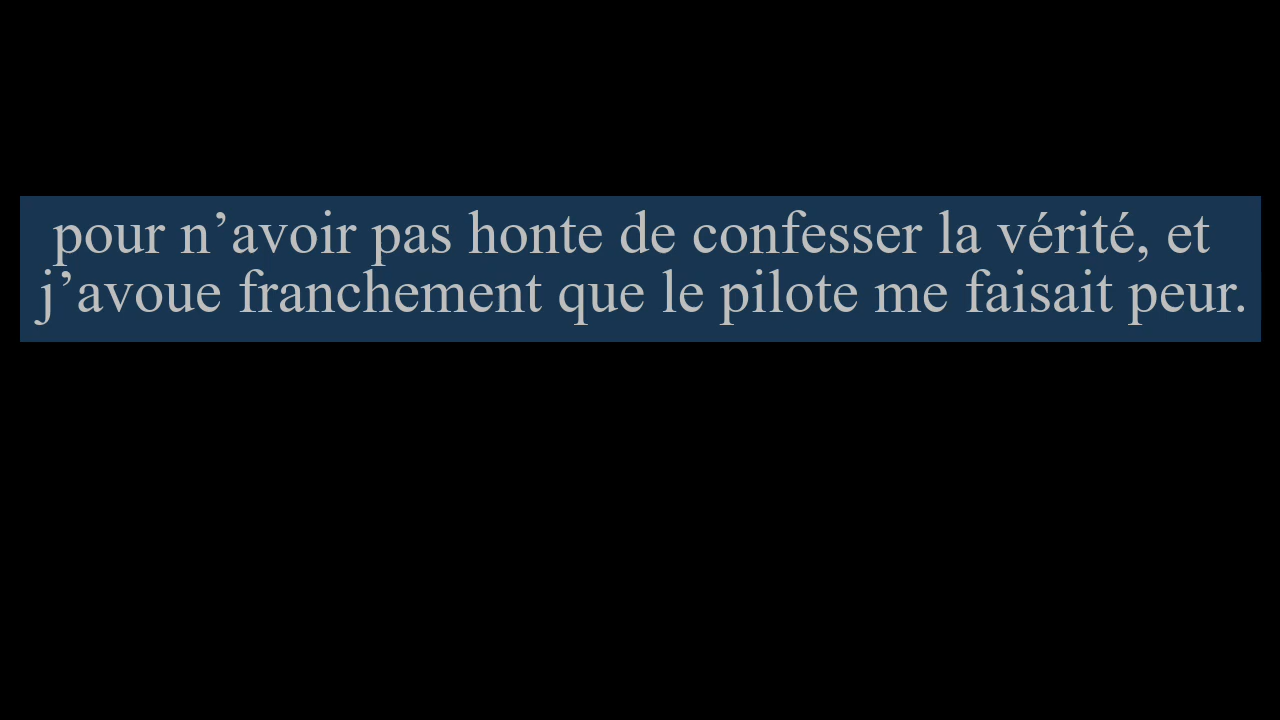 pour n’avoir pas honte de confesser la vérité, et
j’avoue franchement que le pilote me faisait peur.